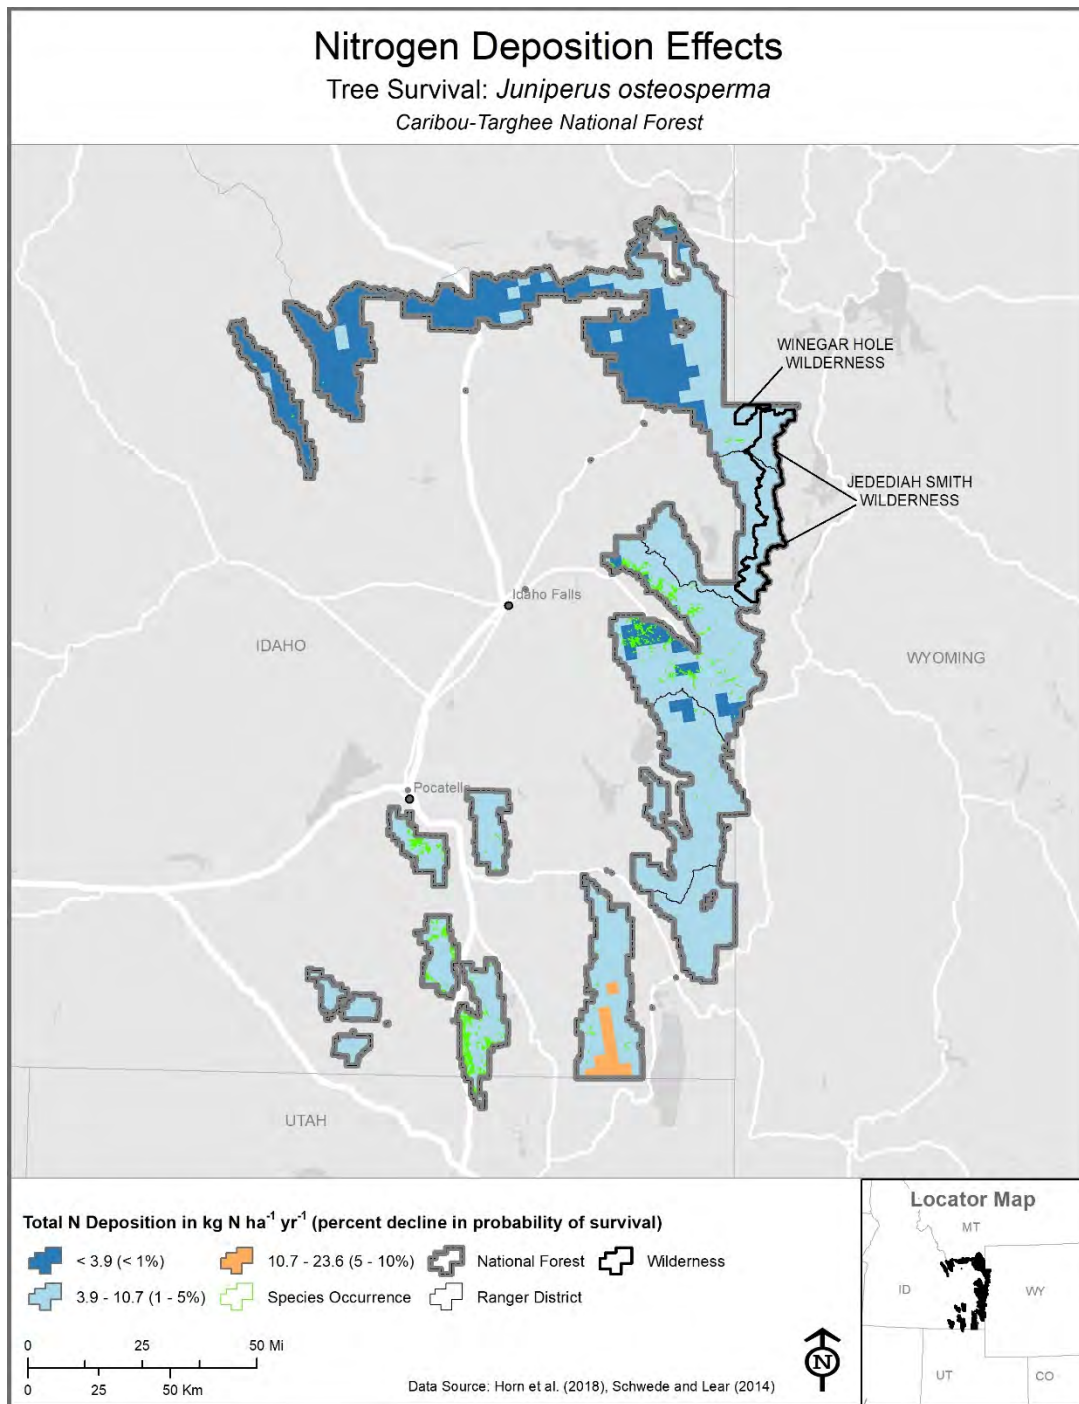 Nitrogen Deposition Effects
Tree Survival: Juniperus osteosperma
Caribou-Targhee National Forest
WINEGAR HOLE
WILDERNESS
JEDEDIAH SMITH
WILDERNESS
Idaho Falls
IDAHO
WYOMING
Pocatello
UTAH
Total N Deposition in kg N ha⁻¹ yr⁻¹ (percent decline in probability of survival)
< 3.9 (< 1%)
10.7 - 23.6 (5 - 10%)
National Forest
Wilderness
3.9 - 10.7 (1 - 5%)
Species Occurrence
Ranger District
0 25 50 Mi
0 25 50 Km
N
Data Source: Horn et al. (2018), Schwede and Lear (2014)
Locator Map
MT
ID
WY
UT
CO